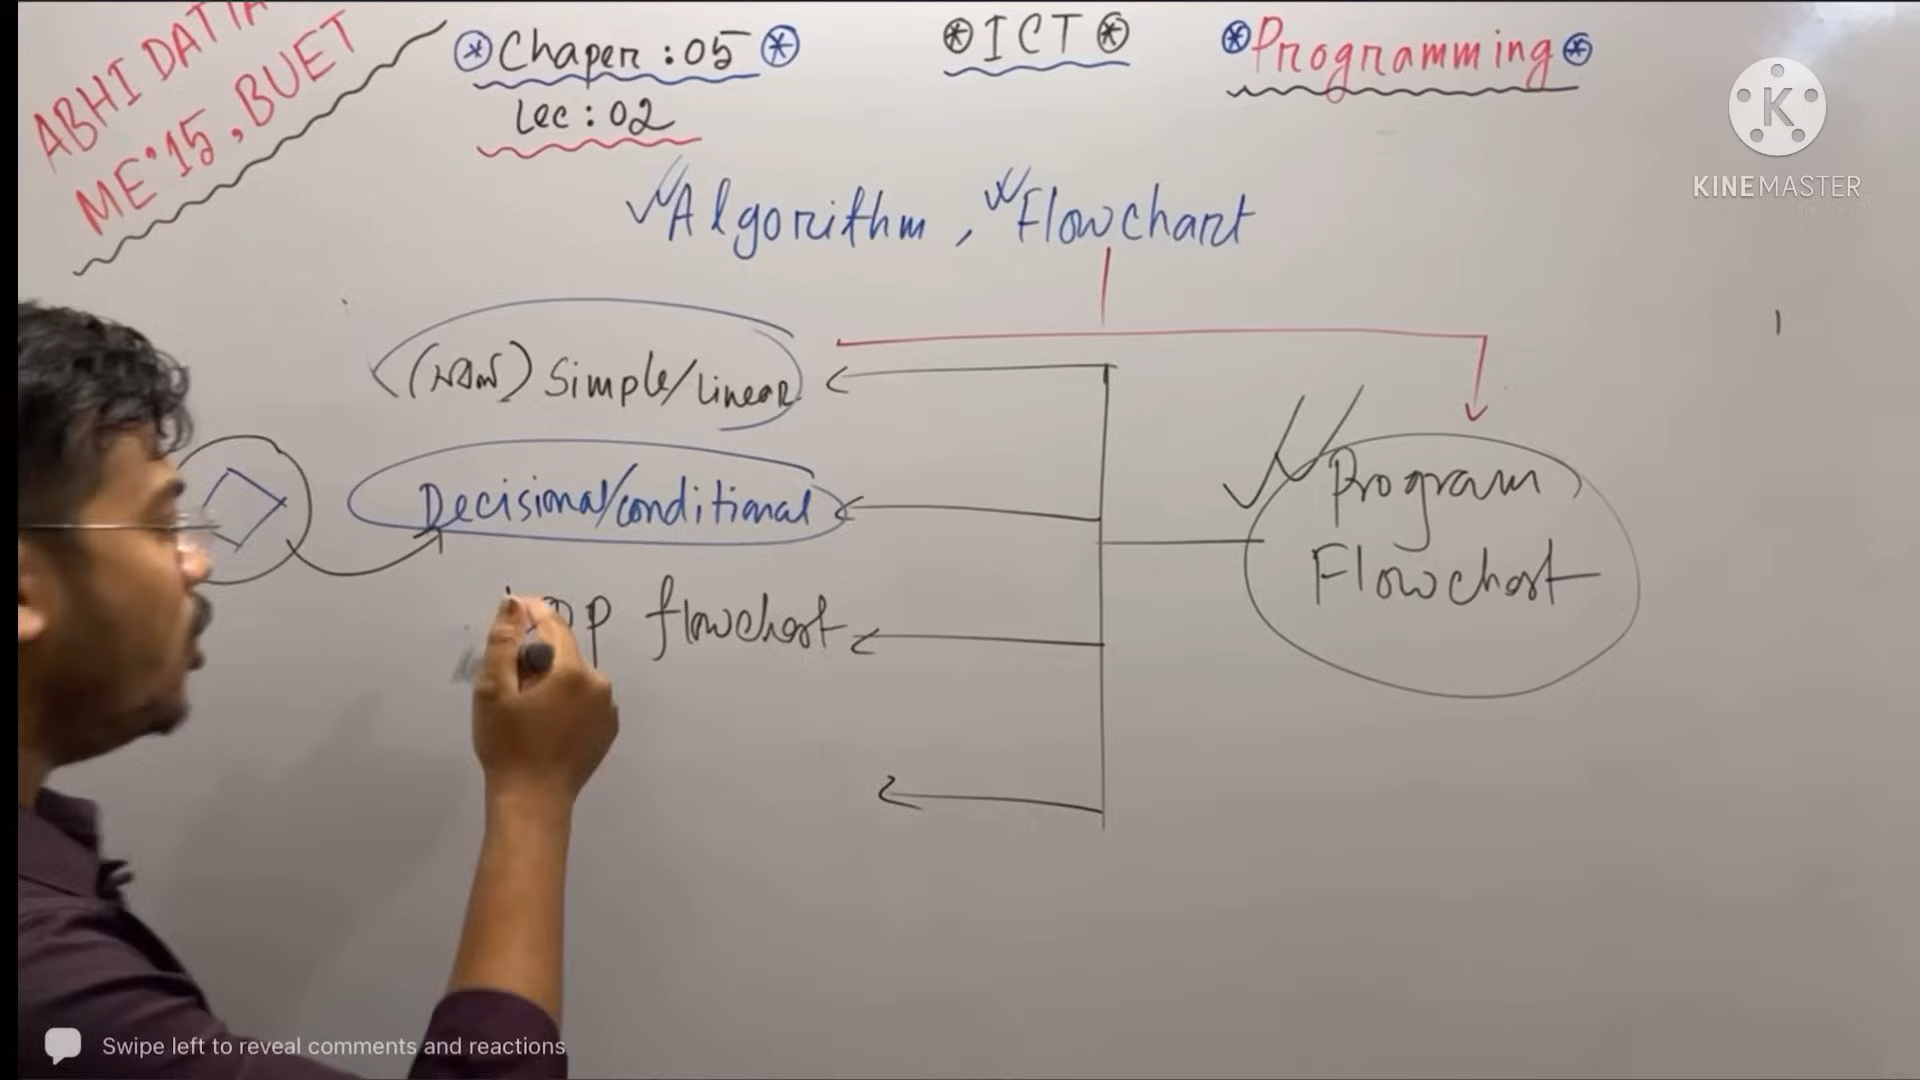 ABHI DATTA
ME'15, BUET
Chaper : 05
Lec : 02
ICT
Programming
KINEMASTER
Algorithm, Flowchart
(সরল) Simple/Linear
Decisional/conditional
flowchart
Program
Flowchart
Swipe left to reveal comments and reactions